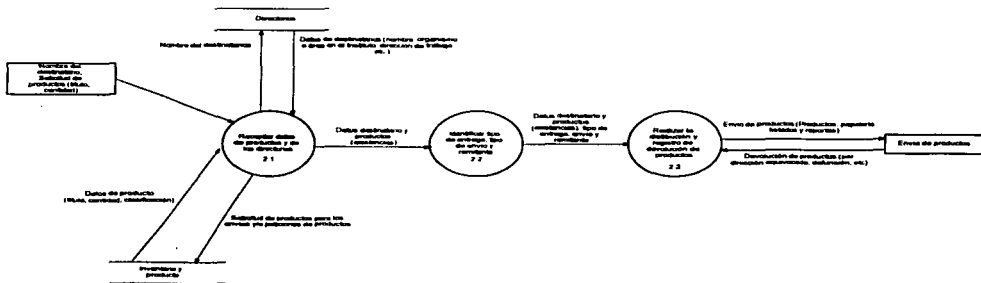 Directorios
Nombre del destinatarios
Datos de destinatarios (nombre, organismo
o área en el Instituto, dirección de trabajo
etc.)
Nombre del
destinatario,
Solicitud de
productos (título,
cantidad)
Recopilar datos
de productos y de
los directorios
2.1
Datos destinatario y
productos
(existencias)
Identificar tipo
de entrega, tipo
de envío y
remitente
2.2
Datos destinatario y
productos
(existencias), tipo de
entrega, envío y
remitente
Realizar la
distribución y
registro de
devolución de
productos
2.3
Envío de productos (Productos, papelería
listados y reportes)
Devolución de productos (por
dirección equivocada, defunción, etc)
Envío de productos
Datos de producto
(título, cantidad, clasificación)
Solicitud de productos para los
envíos y/o peticiones de productos
Inventario y
producto